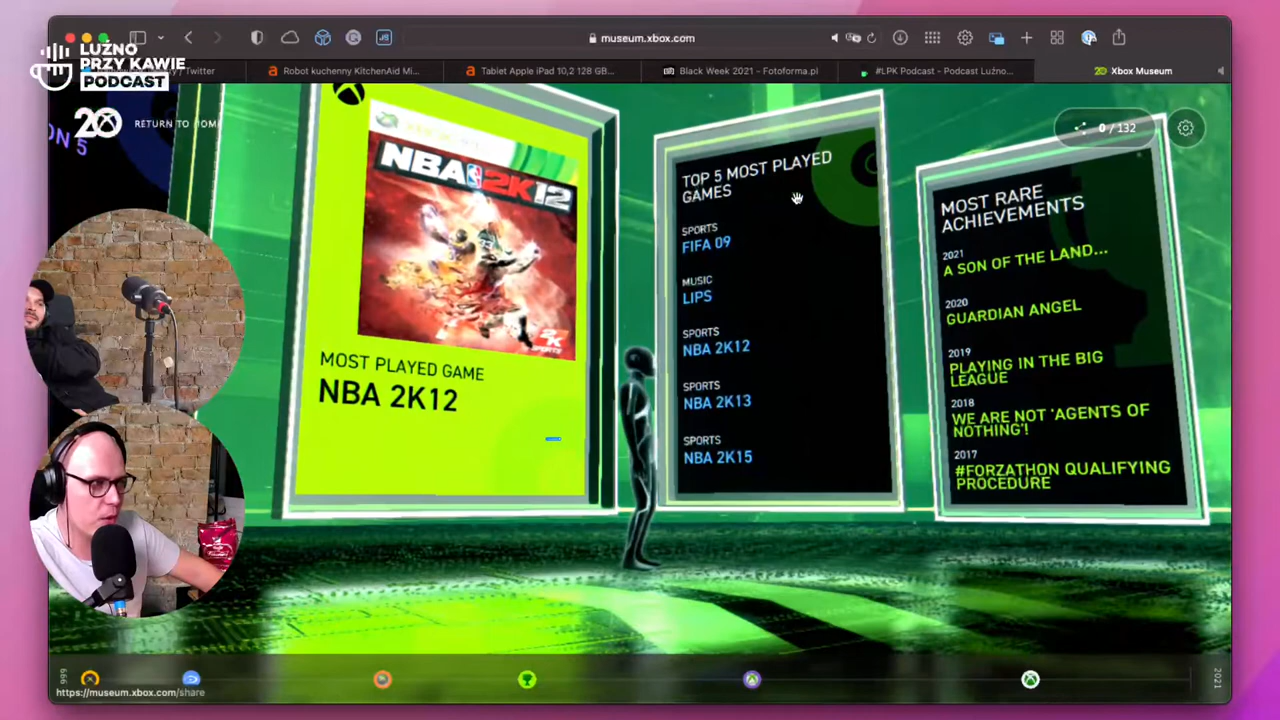 LUŹNO
PRZY KAWIE
PODCAST
museum.xbox.com
/ Twitter
Robot kuchenny KitchenAid Mi...
Tablet Apple iPad 10,2 128 GB...
Black Week 2021 - Fotoforma.pl
#LPK Podcast - Podcast Luźno...
Xbox Museum
20
RETURN TO HOME
ON 5
0 / 132
NBA 2K12
2K
SPORTS
MOST PLAYED GAME
NBA 2K12
TOP 5 MOST PLAYED
GAMES
SPORTS
FIFA 09
MUSIC
LIPS
SPORTS
NBA 2K12
SPORTS
NBA 2K13
SPORTS
NBA 2K15
MOST RARE
ACHIEVEMENTS
2021
A SON OF THE LAND...
2020
GUARDIAN ANGEL
2019
PLAYING IN THE BIG
LEAGUE
2018
WE ARE NOT 'AGENTS OF
NOTHING'!
2017
#FORZATHON QUALIFYING
PROCEDURE
2021
https://museum.xbox.com/share